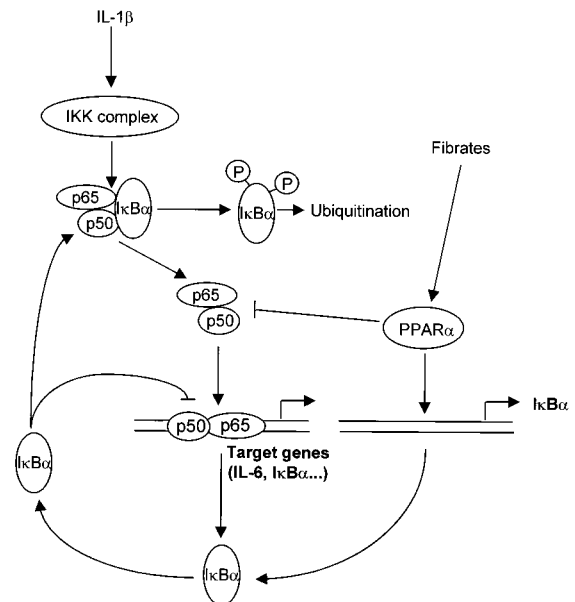 IL-1β
IKK complex
Fibrates
P
P
p65
IκBα
p50
IκBα
Ubiquitination
p65
p50
PPARα
IκBα
p50
p65
Target genes
(IL-6, IκBα...)
IκBα
IκBα